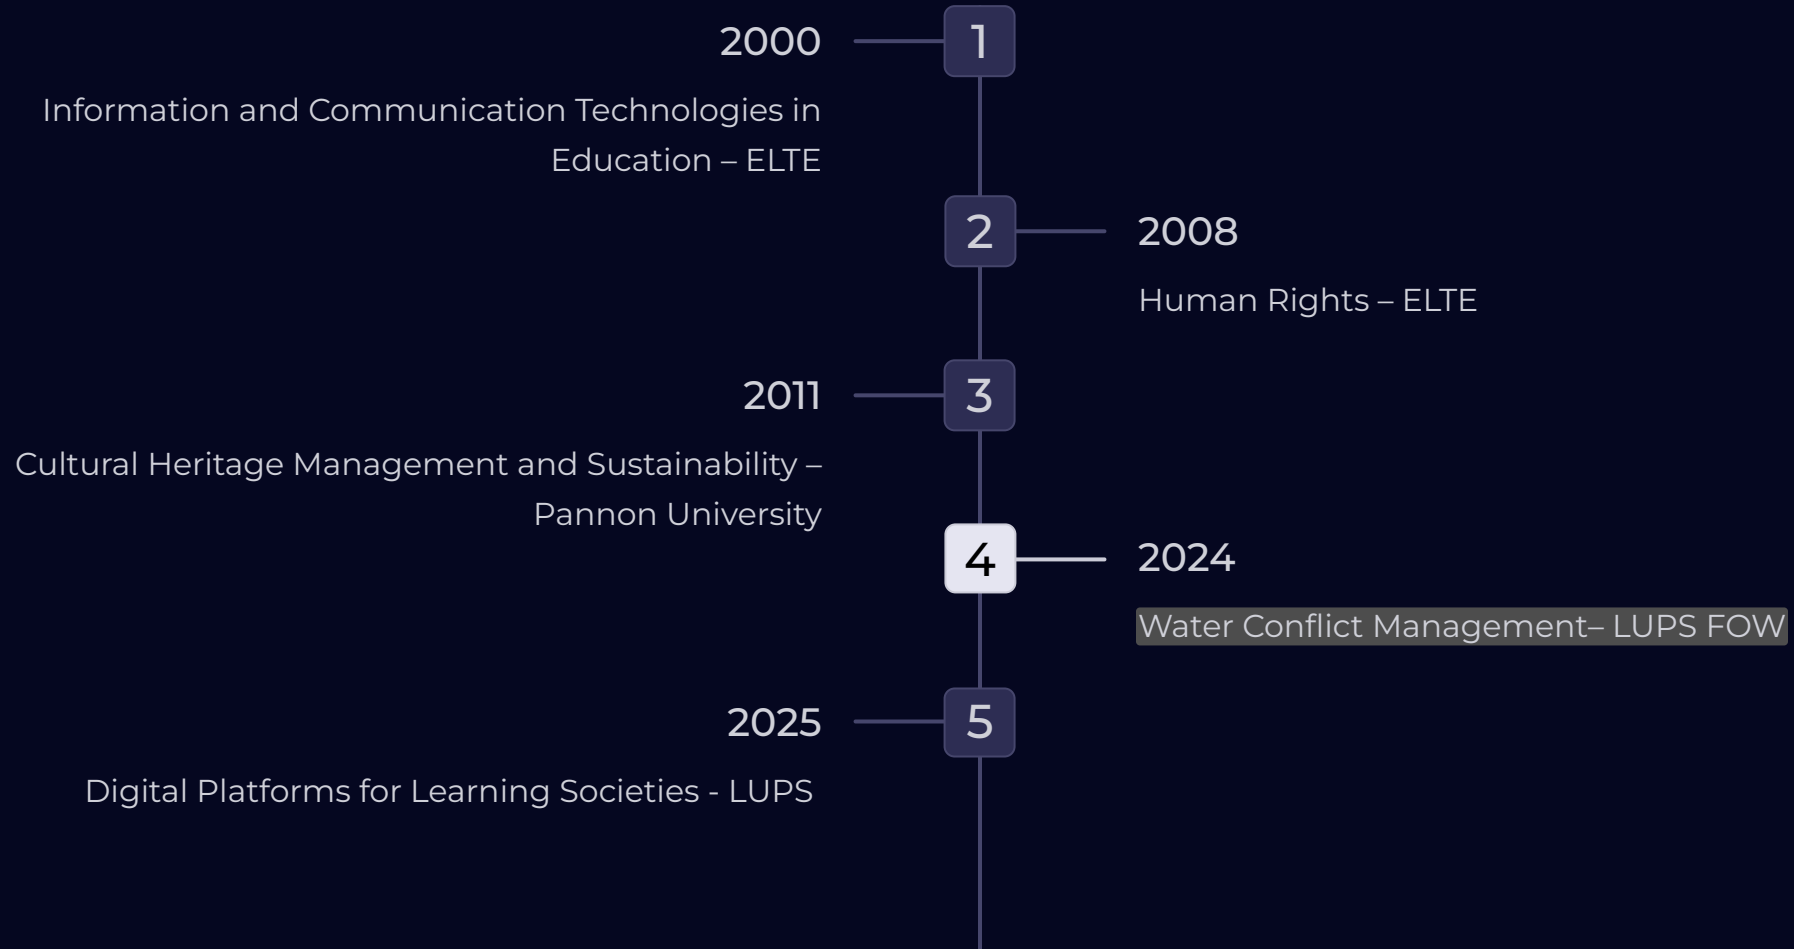 2000
1
Information and Communication Technologies in
Education – ELTE
2
2008
Human Rights – ELTE
2011
3
Cultural Heritage Management and Sustainability –
Pannon University
4
2024
Water Conflict Management– LUPS FOW
2025
5
Digital Platforms for Learning Societies - LUPS